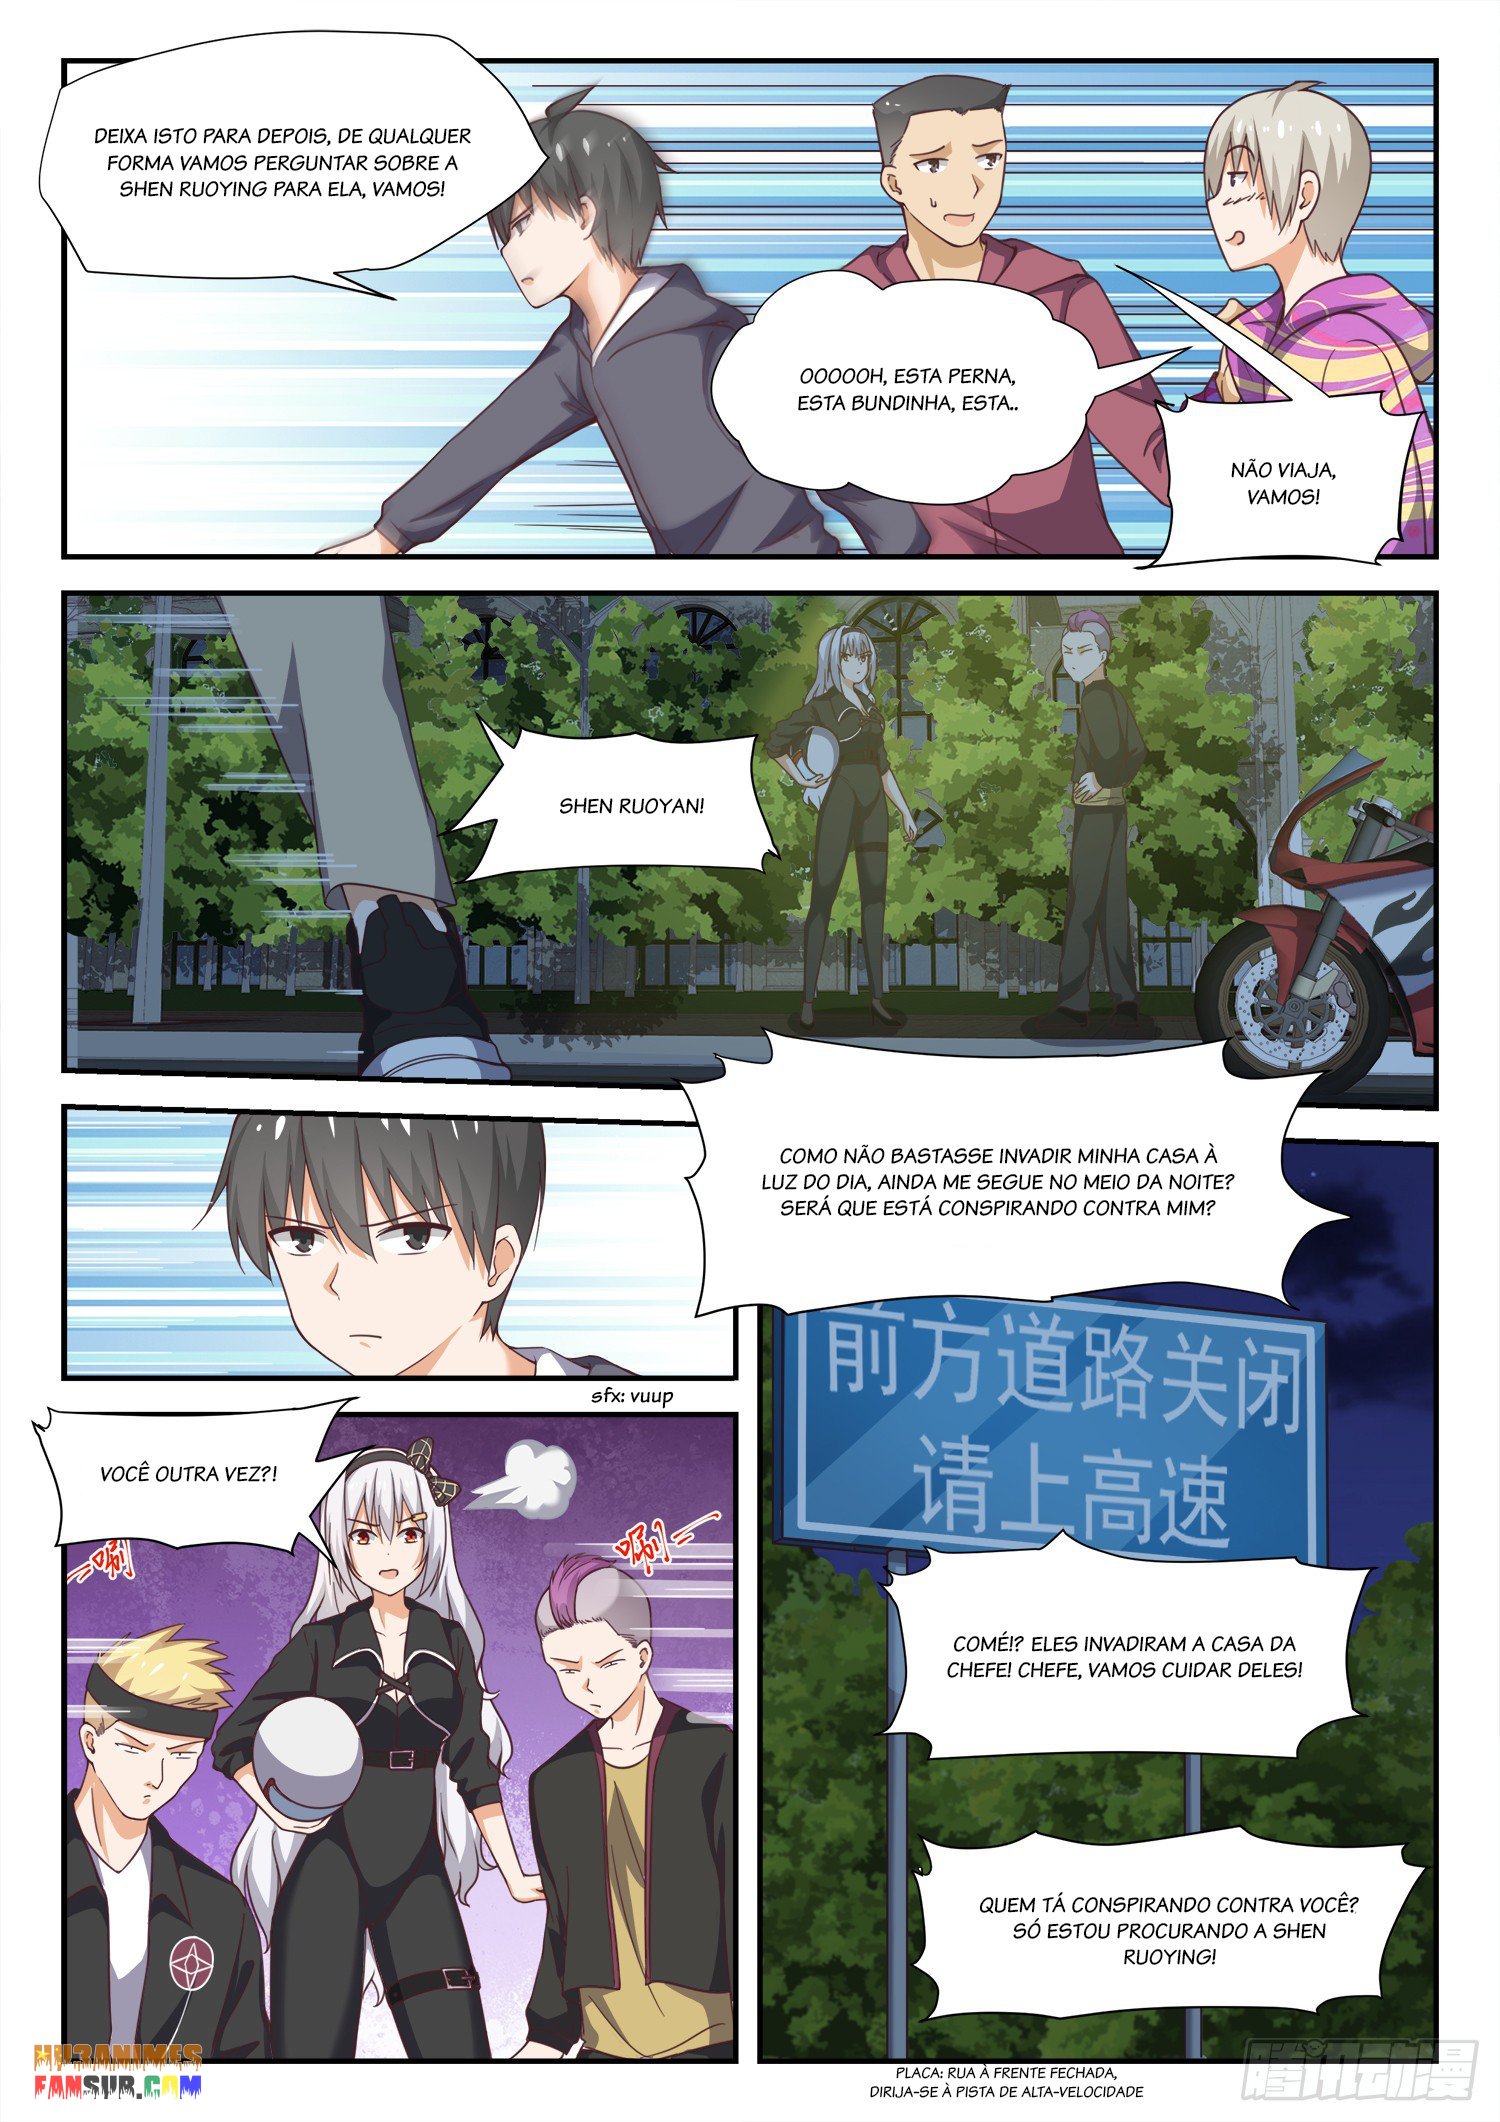 DEIXA ISTO PARA DEPOIS, DE QUALQUER
FORMA VAMOS PERGUNTAR SOBRE A
SHEN RUOYING PARA ELA, VAMOS!
OOOOOH, ESTA PERNA,
ESTA BUNDINHA, ESTA..
NÃO VIAJA,
VAMOS!
SHEN RUOYAN!
COMO NÃO BASTASSE INVADIR MINHA CASA À
LUZ DO DIA, AINDA ME SEGUE NO MEIO DA NOITE?
SERÁ QUE ESTÁ CONSPIRANDO CONTRA MIM?
前方道路关闭
请上高速
sfx: vuup
VOCÊ OUTRA VEZ?!
唰
唰
COMÉ!? ELES INVADIRAM A CASA DA
CHEFE! CHEFE, VAMOS CUIDAR DELES!
QUEM TÁ CONSPIRANDO CONTRA VOCÊ?
SÓ ESTOU PROCURANDO A SHEN
RUOYING!
PLACA: RUA À FRENTE FECHADA,
DIRIJA-SE À PISTA DE ALTA-VELOCIDADE
HU3ANIMES
FANSUB.COM
腾讯动漫